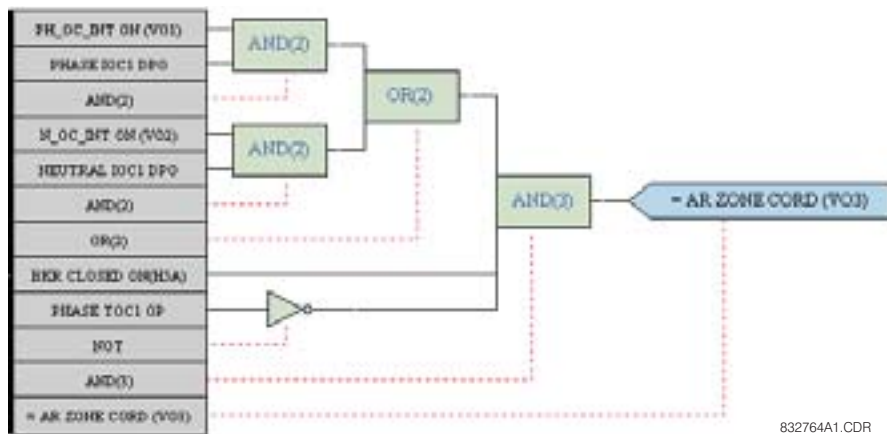 PH_OC_INT ON (VO1)
PHASE IOC1 DPO
AND(2)
N_OC_INT ON (VO2)
NEUTRAL IOC1 DPO
AND(2)
OR(2)
BKR CLOSED ON(H5A)
PHASE TOC1 OP
NOT
AND(3)
= AR ZONE CORD (VO3)
AND(2)
AND(2)
OR(2)
AND(3)
= AR ZONE CORD (VO3)
832764A1.CDR